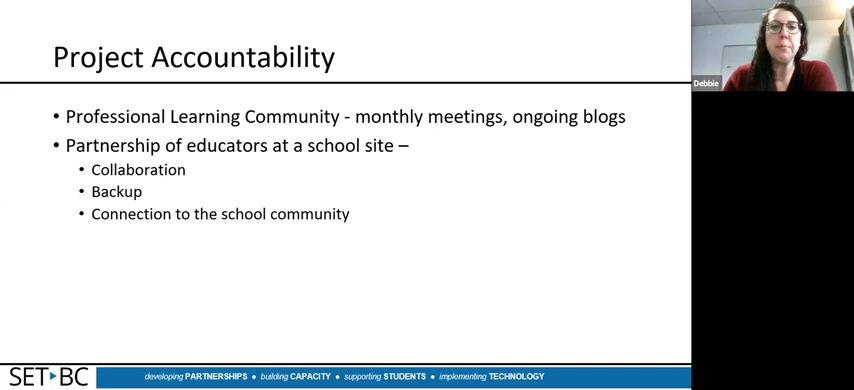 Project Accountability
• Professional Learning Community - monthly meetings, ongoing blogs
• Partnership of educators at a school site –
• Collaboration
• Backup
• Connection to the school community
Debbie
SET BC
developing PARTNERSHIPS ● building CAPACITY ● supporting STUDENTS ● implementing TECHNOLOGY